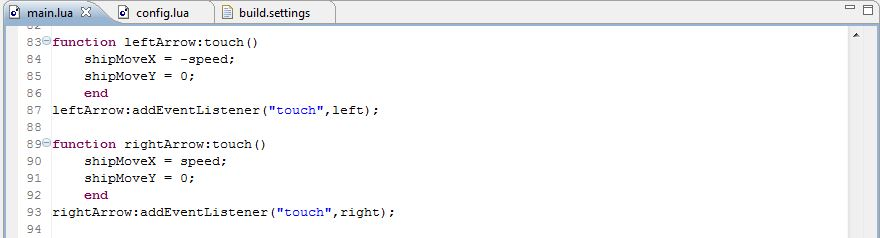 main.lua config.lua build.settings
82
83 function leftArrow:touch()
84 shipMoveX = -speed;
85 shipMoveY = 0;
86 end
87 leftArrow:addEventListener("touch",left);
88
89 function rightArrow:touch()
90 shipMoveX = speed;
91 shipMoveY = 0;
92 end
93 rightArrow:addEventListener("touch",right);
94